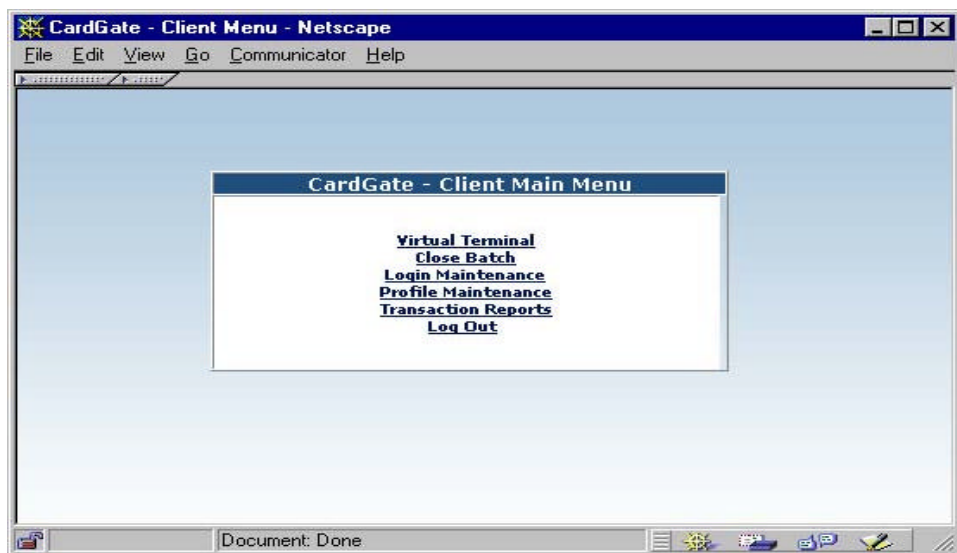 CardGate - Client Menu - Netscape
File Edit View Go Communicator Help
CardGate - Client Main Menu
Virtual Terminal
Close Batch
Login Maintenance
Profile Maintenance
Transaction Reports
Log Out
Document: Done